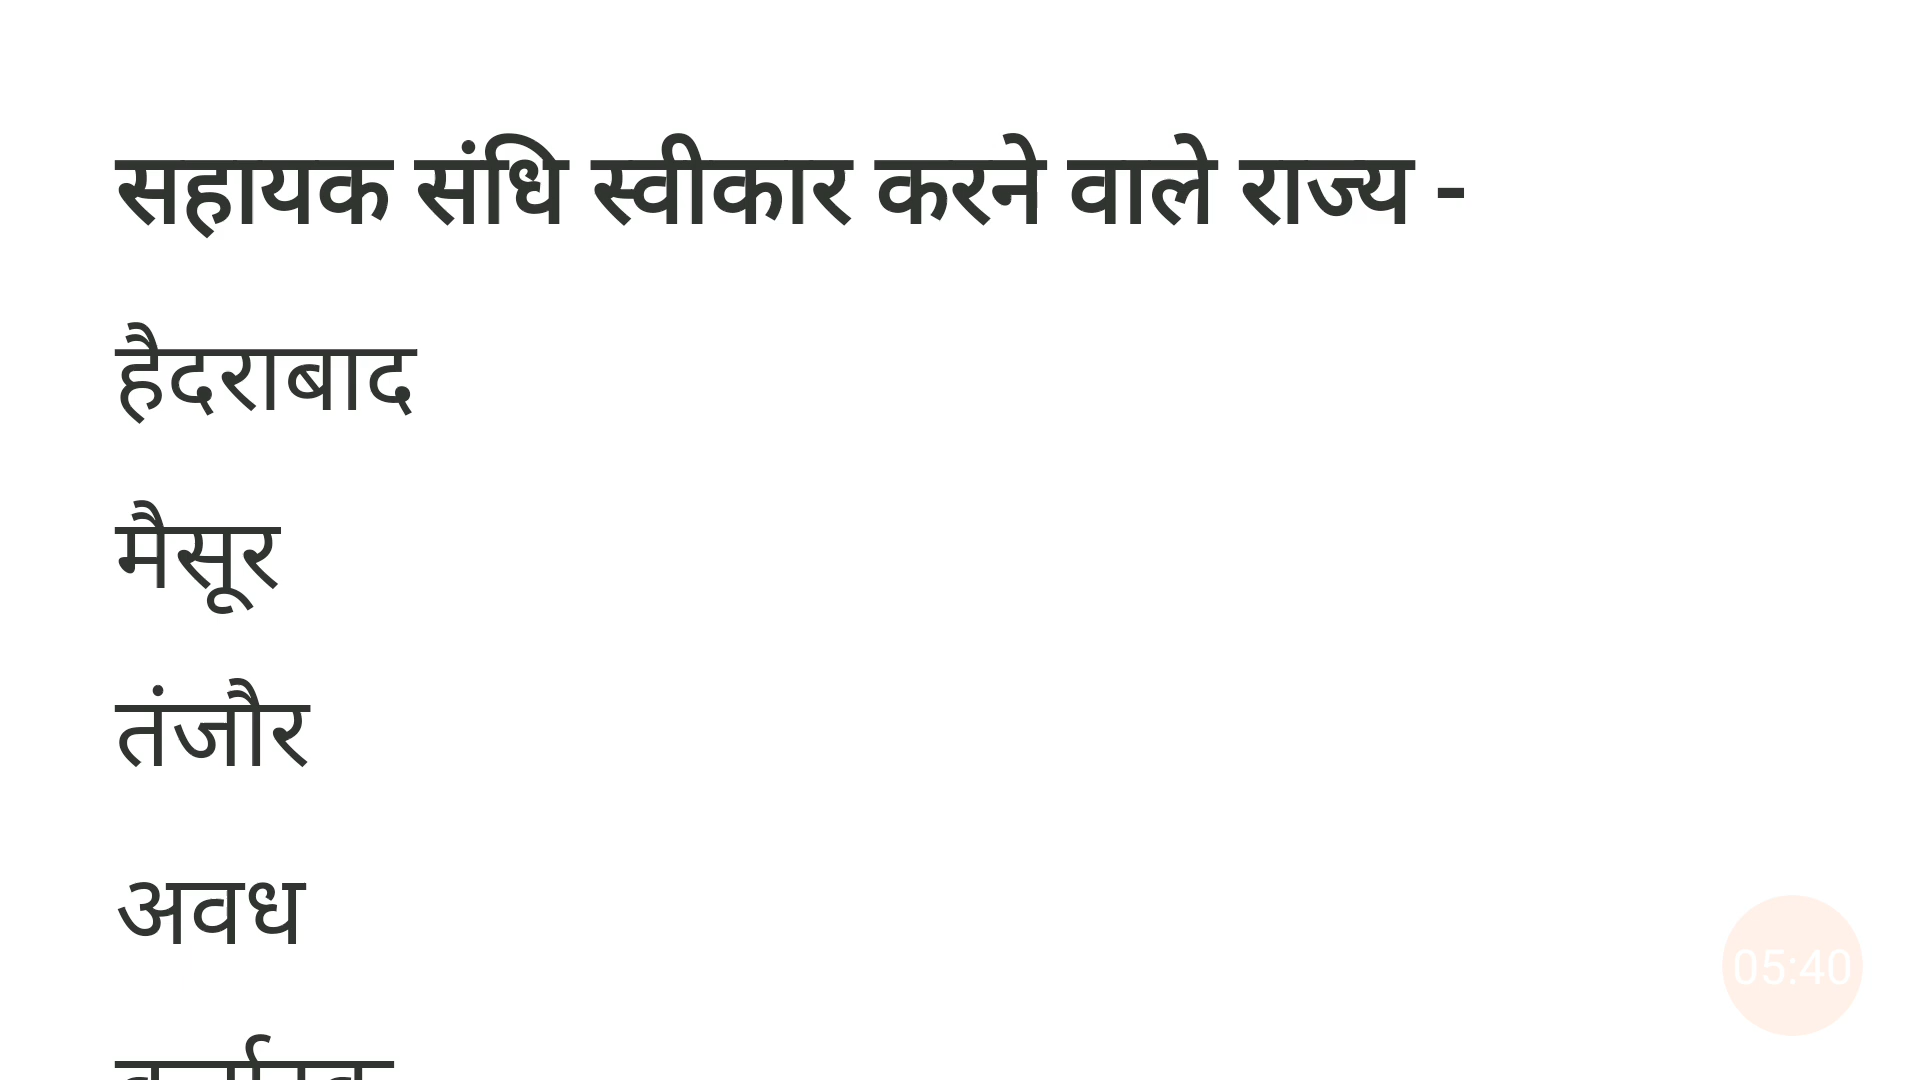 सहायक संधि स्वीकार करने वाले राज्य -
हैदराबाद
मैसूर
तंजौर
अवध
05:40